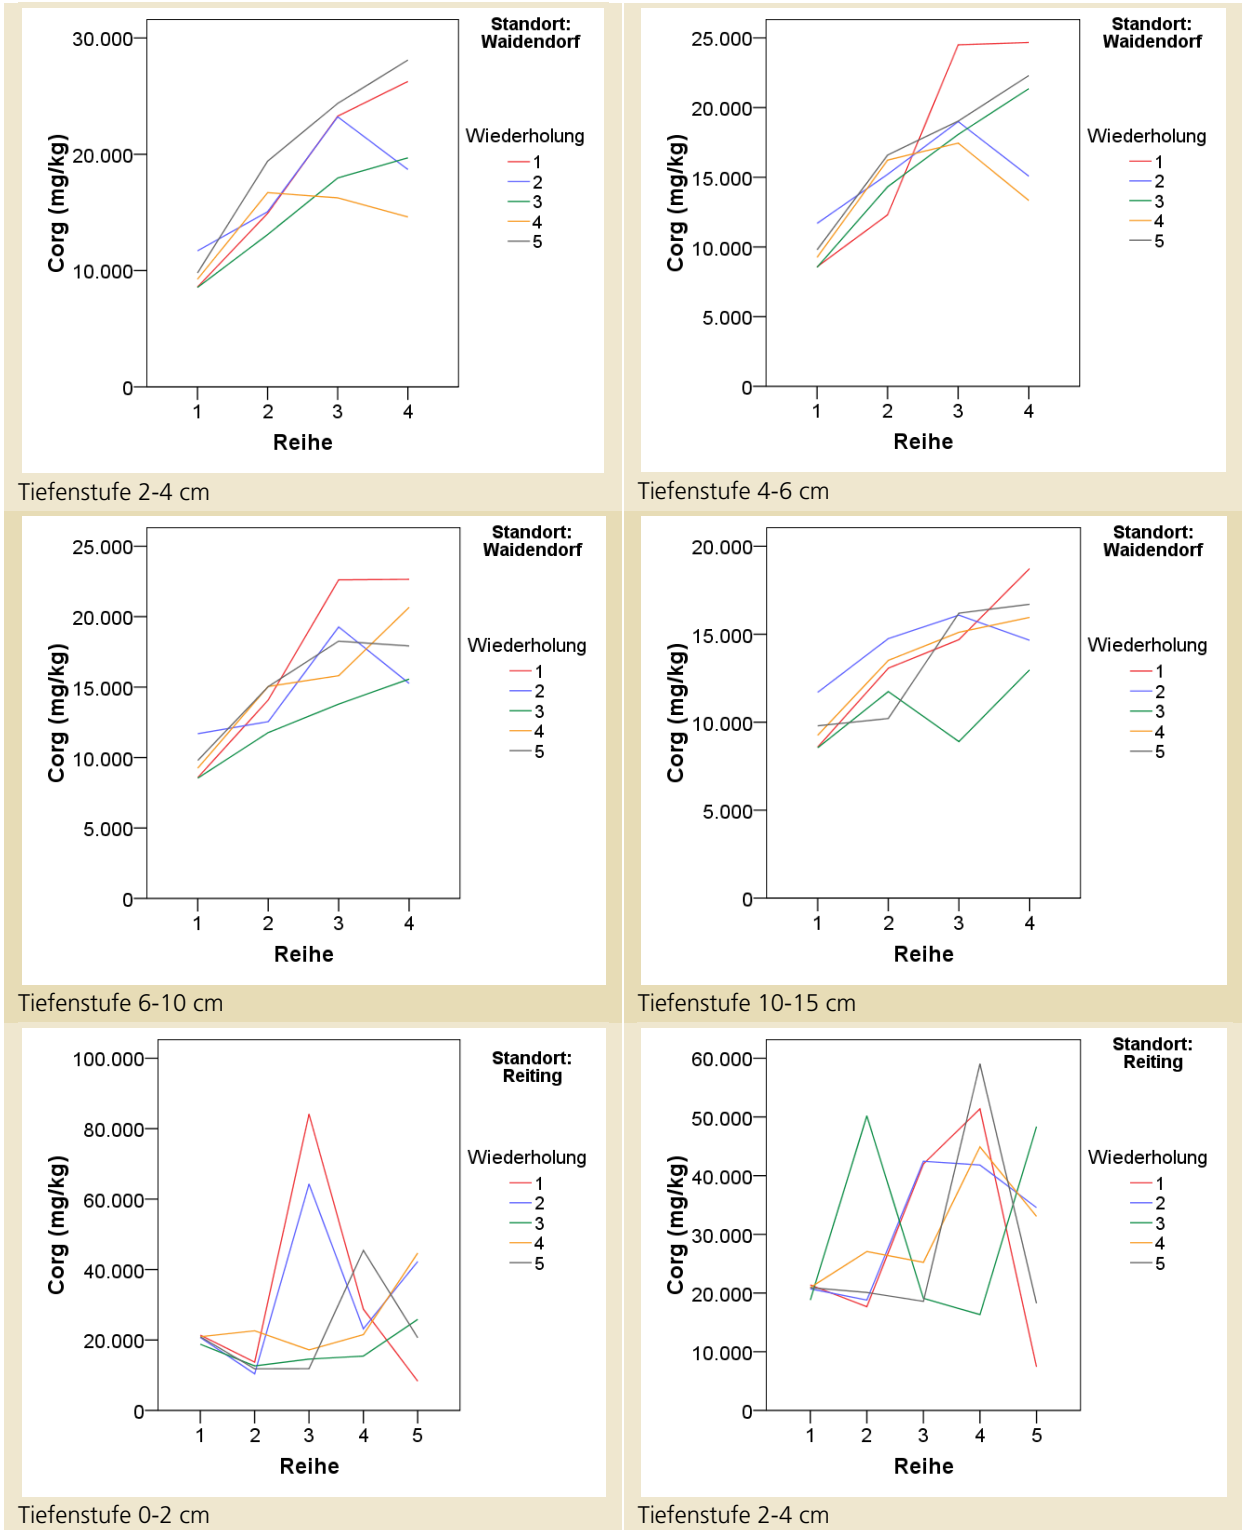 Standort:
Waidendorf
30.000
20.000
10.000
0
Corg (mg/kg)
1 2 3 4
Reihe
Wiederholung
1
2
3
4
5
Tiefenstufe 2-4 cm
Standort:
Waidendorf
25.000
20.000
15.000
10.000
5.000
0
Corg (mg/kg)
1 2 3 4
Reihe
Wiederholung
1
2
3
4
5
Tiefenstufe 4-6 cm
Standort:
Waidendorf
25.000
20.000
15.000
10.000
5.000
0
Corg (mg/kg)
1 2 3 4
Reihe
Wiederholung
1
2
3
4
5
Tiefenstufe 6-10 cm
Standort:
Waidendorf
20.000
15.000
10.000
5.000
0
Corg (mg/kg)
1 2 3 4
Reihe
Wiederholung
1
2
3
4
5
Tiefenstufe 10-15 cm
Standort:
Reiting
100.000
80.000
60.000
40.000
20.000
0
Corg (mg/kg)
1 2 3 4 5
Reihe
Wiederholung
1
2
3
4
5
Tiefenstufe 0-2 cm
Standort:
Reiting
60.000
50.000
40.000
30.000
20.000
10.000
0
Corg (mg/kg)
1 2 3 4 5
Reihe
Wiederholung
1
2
3
4
5
Tiefenstufe 2-4 cm